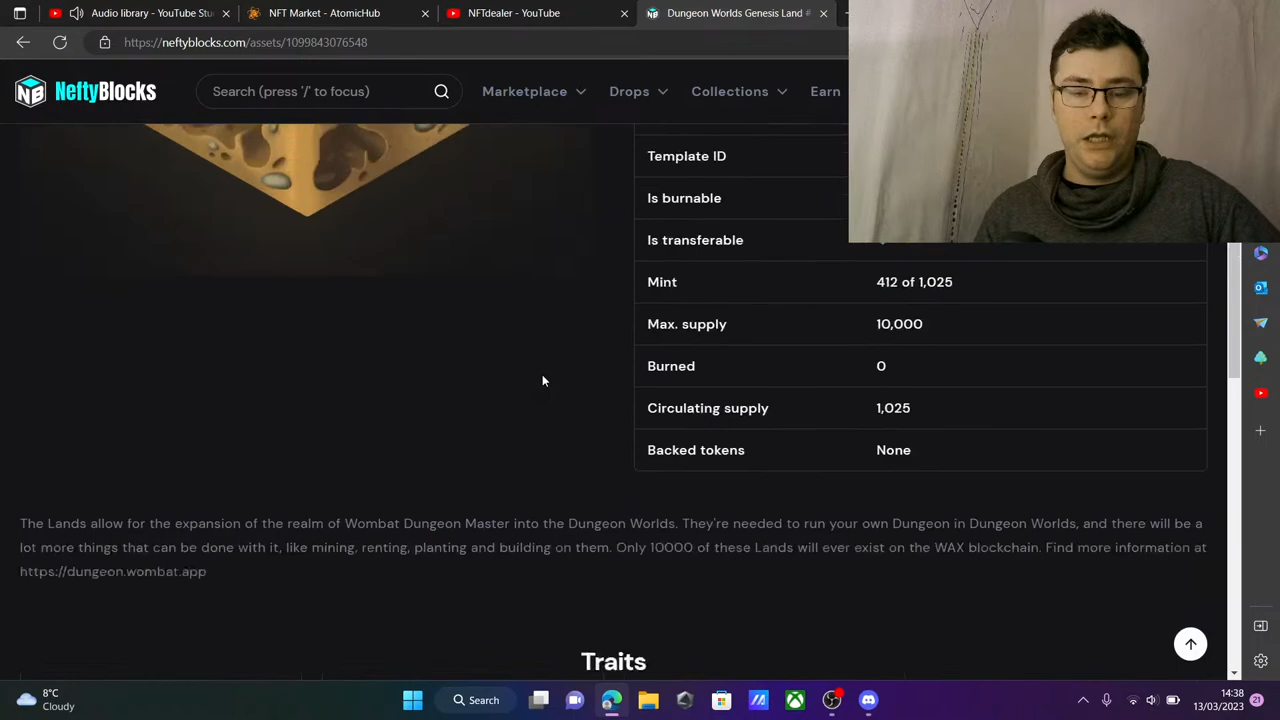 Audio library - YouTube Stu
NFT Market - AtomicHub
NFTdealer - YouTube
Dungeon Worlds Genesis Land #
https://neftyblocks.com/assets/1099843076548
NB NeftyBlocks
Search (press '/' to focus)
Marketplace
Drops
Collections
Earn
Template ID
Is burnable
Is transferable
Mint 412 of 1,025
Max. supply 10,000
Burned 0
Circulating supply 1,025
Backed tokens None
The Lands allow for the expansion of the realm of Wombat Dungeon Master into the Dungeon Worlds. They're needed to run your own Dungeon in Dungeon Worlds, and there will be a
lot more things that can be done with it, like mining, renting, planting and building on them. Only 10000 of these Lands will ever exist on the WAX blockchain. Find more information at
https://dungeon.wombat.app
Traits
8°C
Cloudy
Search
14:38
13/03/2023
21